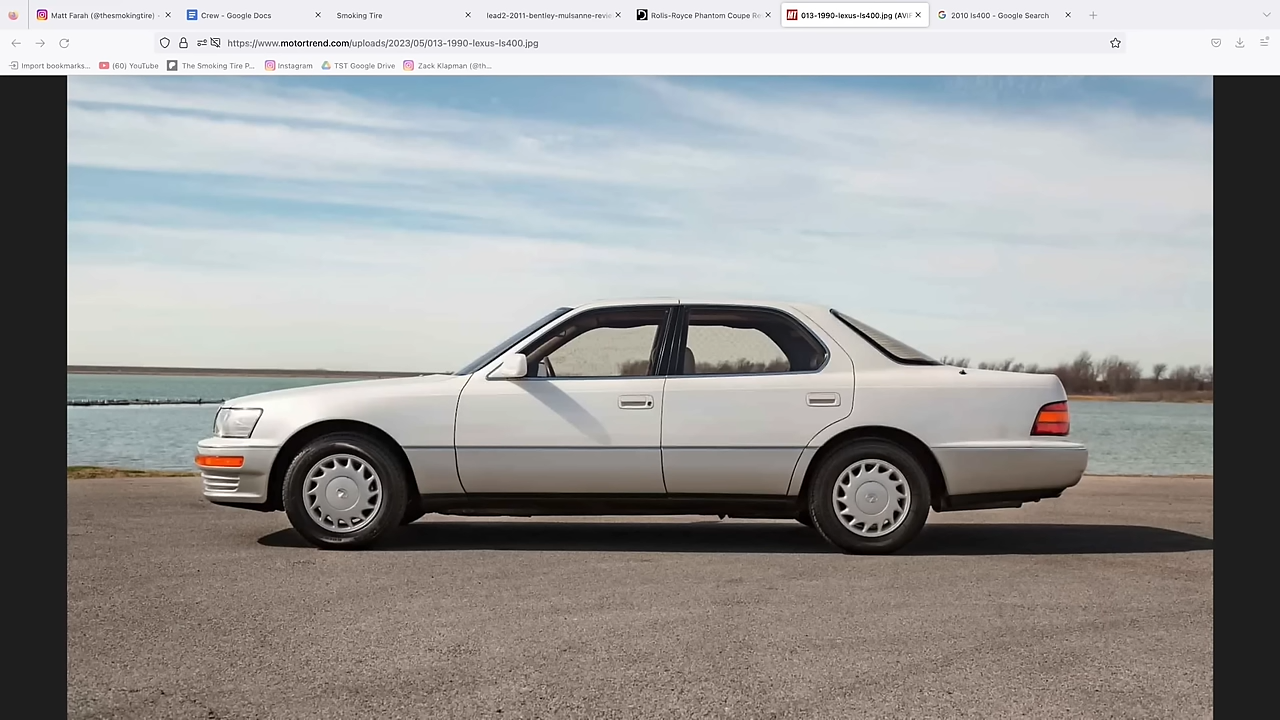 Matt Farah (@thesmokingtire) -
Crew - Google Docs
Smoking Tire
lead2-2011-bentley-mulsanne-revie
Rolls-Royce Phantom Coupe Re
013-1990-lexus-ls400.jpg (AVIF
2010 ls400 - Google Search
https://www.motortrend.com/uploads/2023/05/013-1990-lexus-ls400.jpg
Import bookmarks...
(60) YouTube
The Smoking Tire P...
Instagram
TST Google Drive
Zack Klapman (@th...